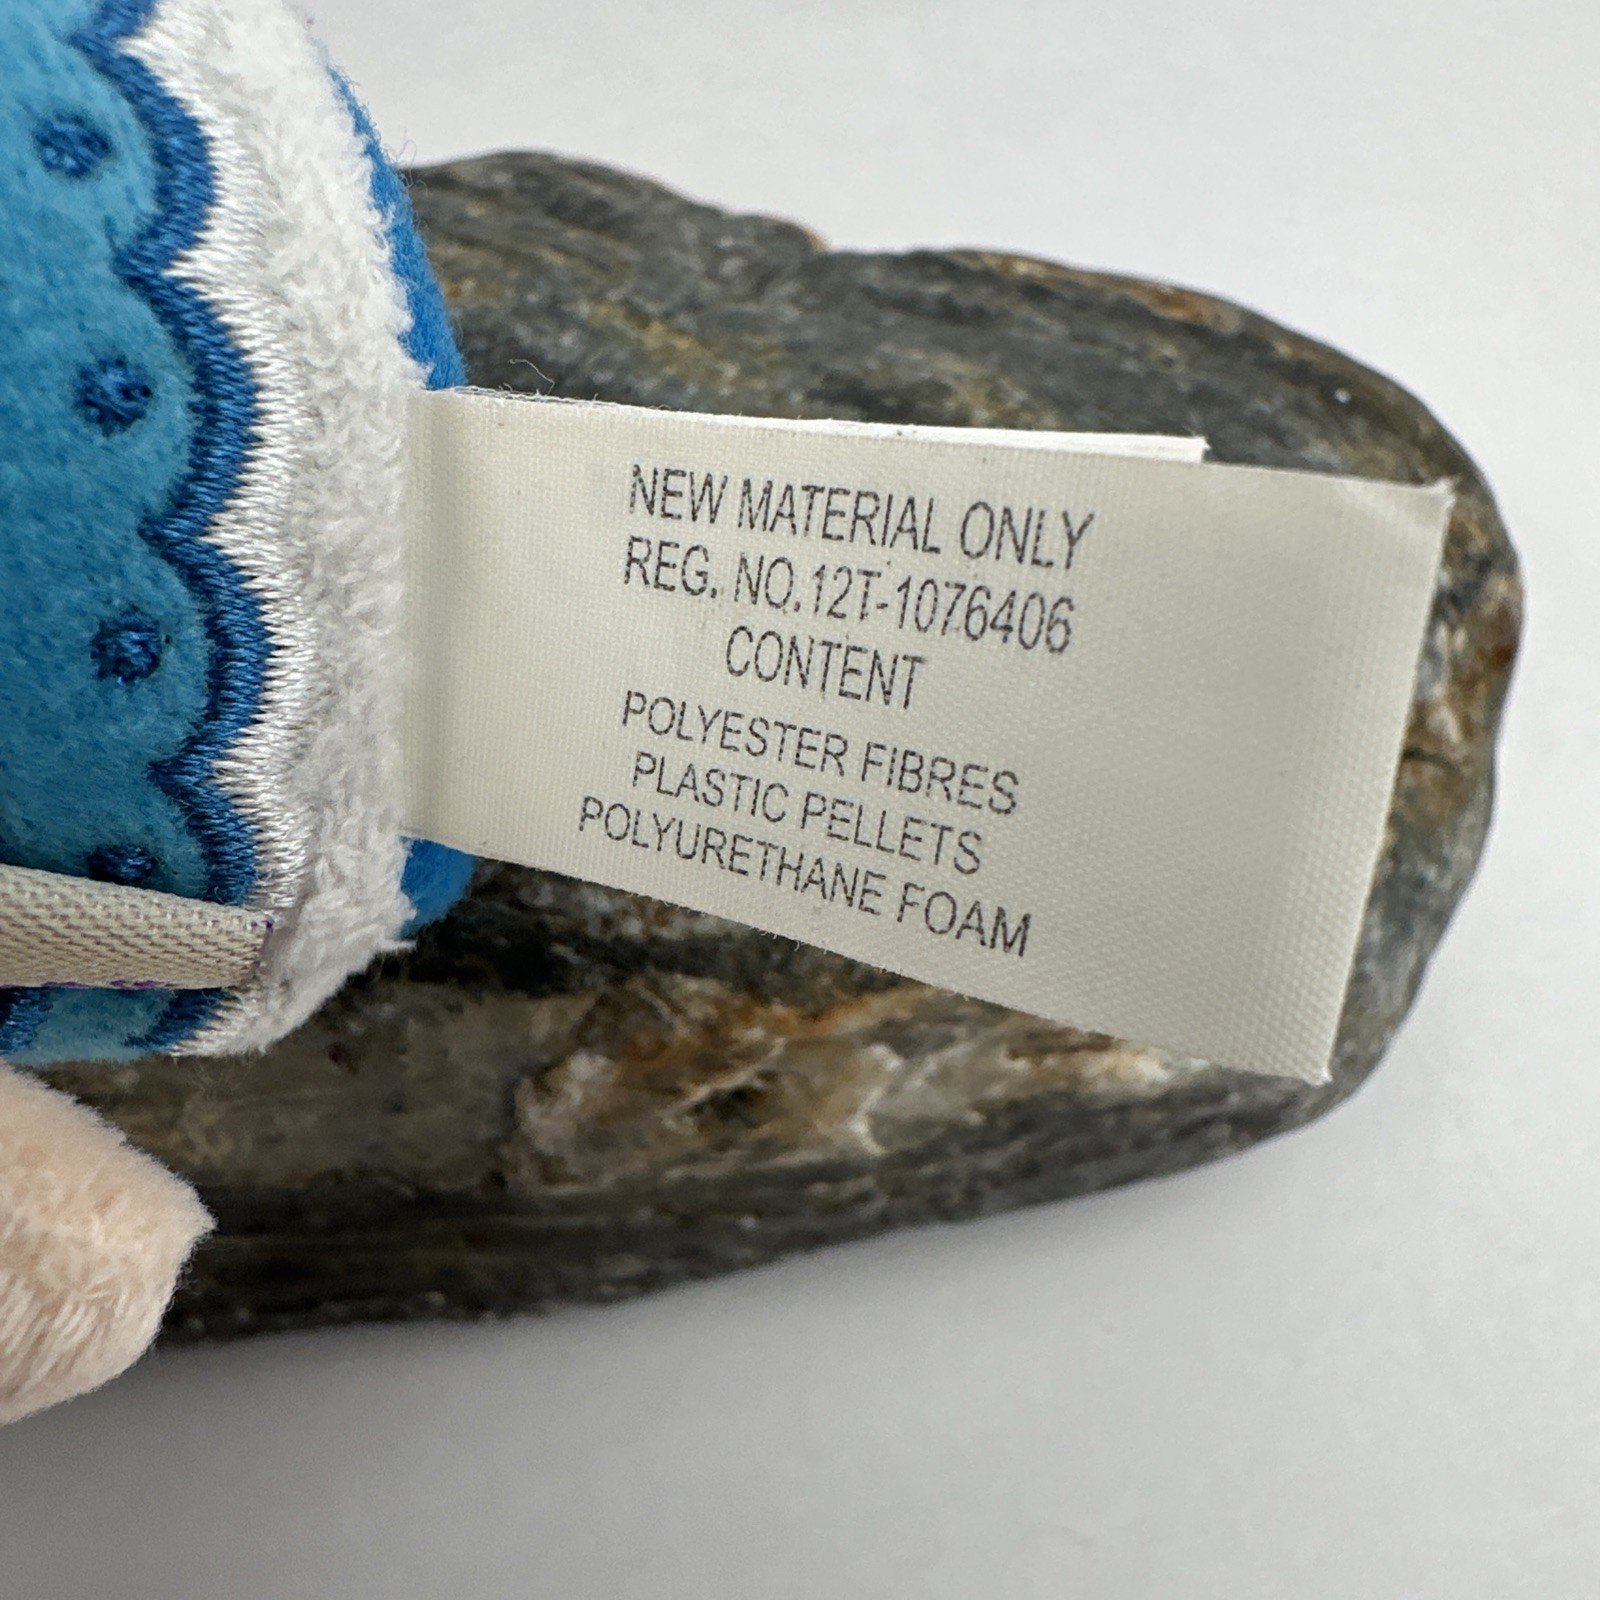 NEW MATERIAL ONLY
REG. NO.12T-1076406
CONTENT
POLYESTER FIBRES
PLASTIC PELLETS
POLYURETHANE FOAM